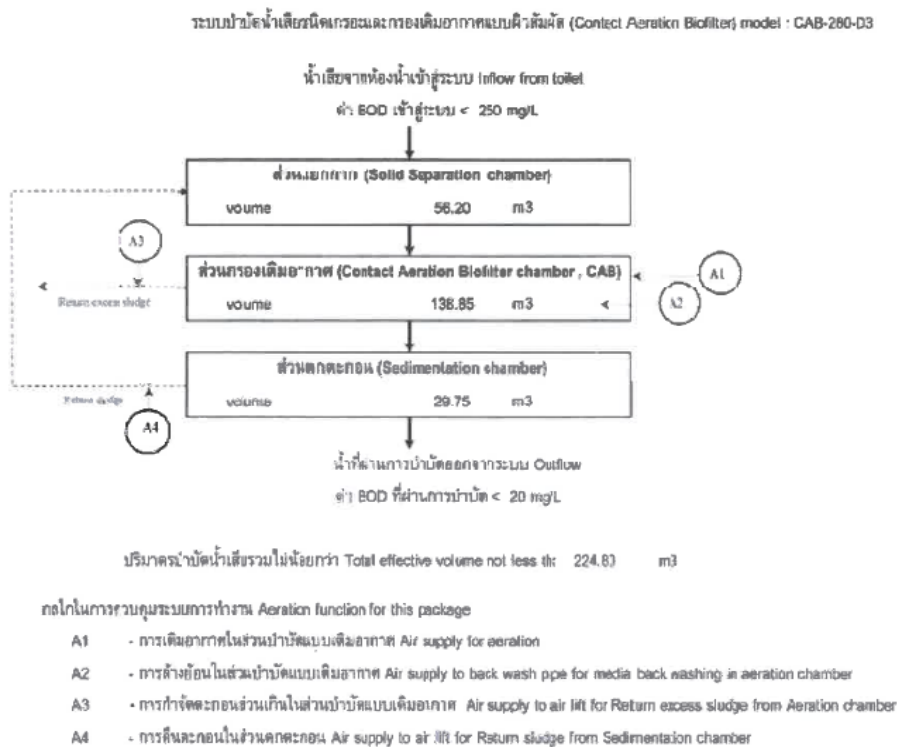 ระบบบำบัดน้ำเสียชนิดเกรอะและกรองเติมอากาศแบบผิวสัมผัส (Contact Aeration Biofilter) model : CAB-260-D3
น้ำเสียจากห้องน้ำเข้าสู่ระบบ Inflow from toilet
ค่า BOD เข้าสู่ระบบ < 250 mg/L
ส่วนแยกกาก (Solid Separation chamber)
voume 56.20 m3
A3
ส่วนกรองเติมอากาศ (Contact Aeration Biofilter chamber , CAB)
A1
Return excess sludge
voume m3
A2
ส่วนตกตะกอน (Sedimentation chamber)
Return sludge
volume 29.75 m3
A4
น้ำที่ผ่านการบำบัดออกจากระบบ Outflow
ค่า BOD ที่ผ่านการบำบัด < 20 mg/L
ปริมาตรบำบัดน้ำเสียรวมไม่น้อยกว่า Total effective volume not less th: m3
กลไกในการควบคุมระบบการทำงาน Aeration function for this package
A1 - การเติมอากาศในส่วนบำบัดแบบเติมอากาศ Air supply for aeration
A2 - การล้างย้อนในส่วนบำบัดแบบเติมอากาศ Air supply to back wash pipe for media back washing in aeration chamber
A3 - การกำจัดตะกอนส่วนเกินในส่วนบำบัดแบบเติมอากาศ Air supply to air lift for Return excess sludge from Aeration chamber
A4 - การคืนตะกอนในส่วนตกตะกอน Air supply to air lift for Return sludge from Sedimentation chamber